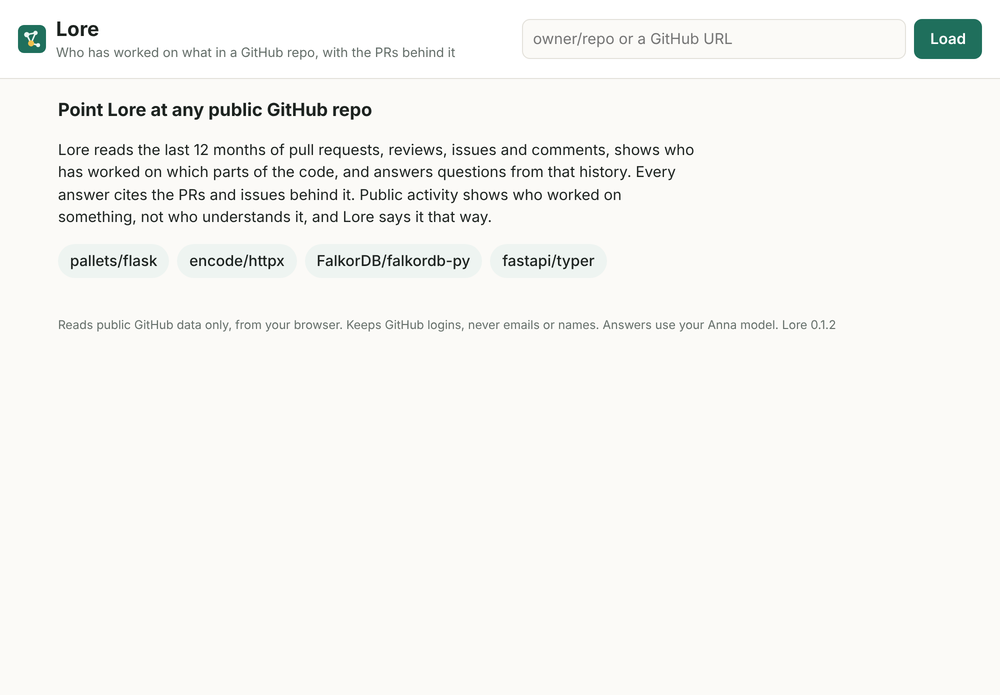 Lore
Who has worked on what in a GitHub repo, with the PRs behind it
owner/repo or a GitHub URL
Load
Point Lore at any public GitHub repo
Lore reads the last 12 months of pull requests, reviews, issues and comments, shows who
has worked on which parts of the code, and answers questions from that history. Every
answer cites the PRs and issues behind it. Public activity shows who worked on
something, not who understands it, and Lore says it that way.
pallets/flask
encode/httpx
FalkorDB/falkordb-py
fastapi/typer
Reads public GitHub data only, from your browser. Keeps GitHub logins, never emails or names. Answers use your Anna model. Lore 0.1.2